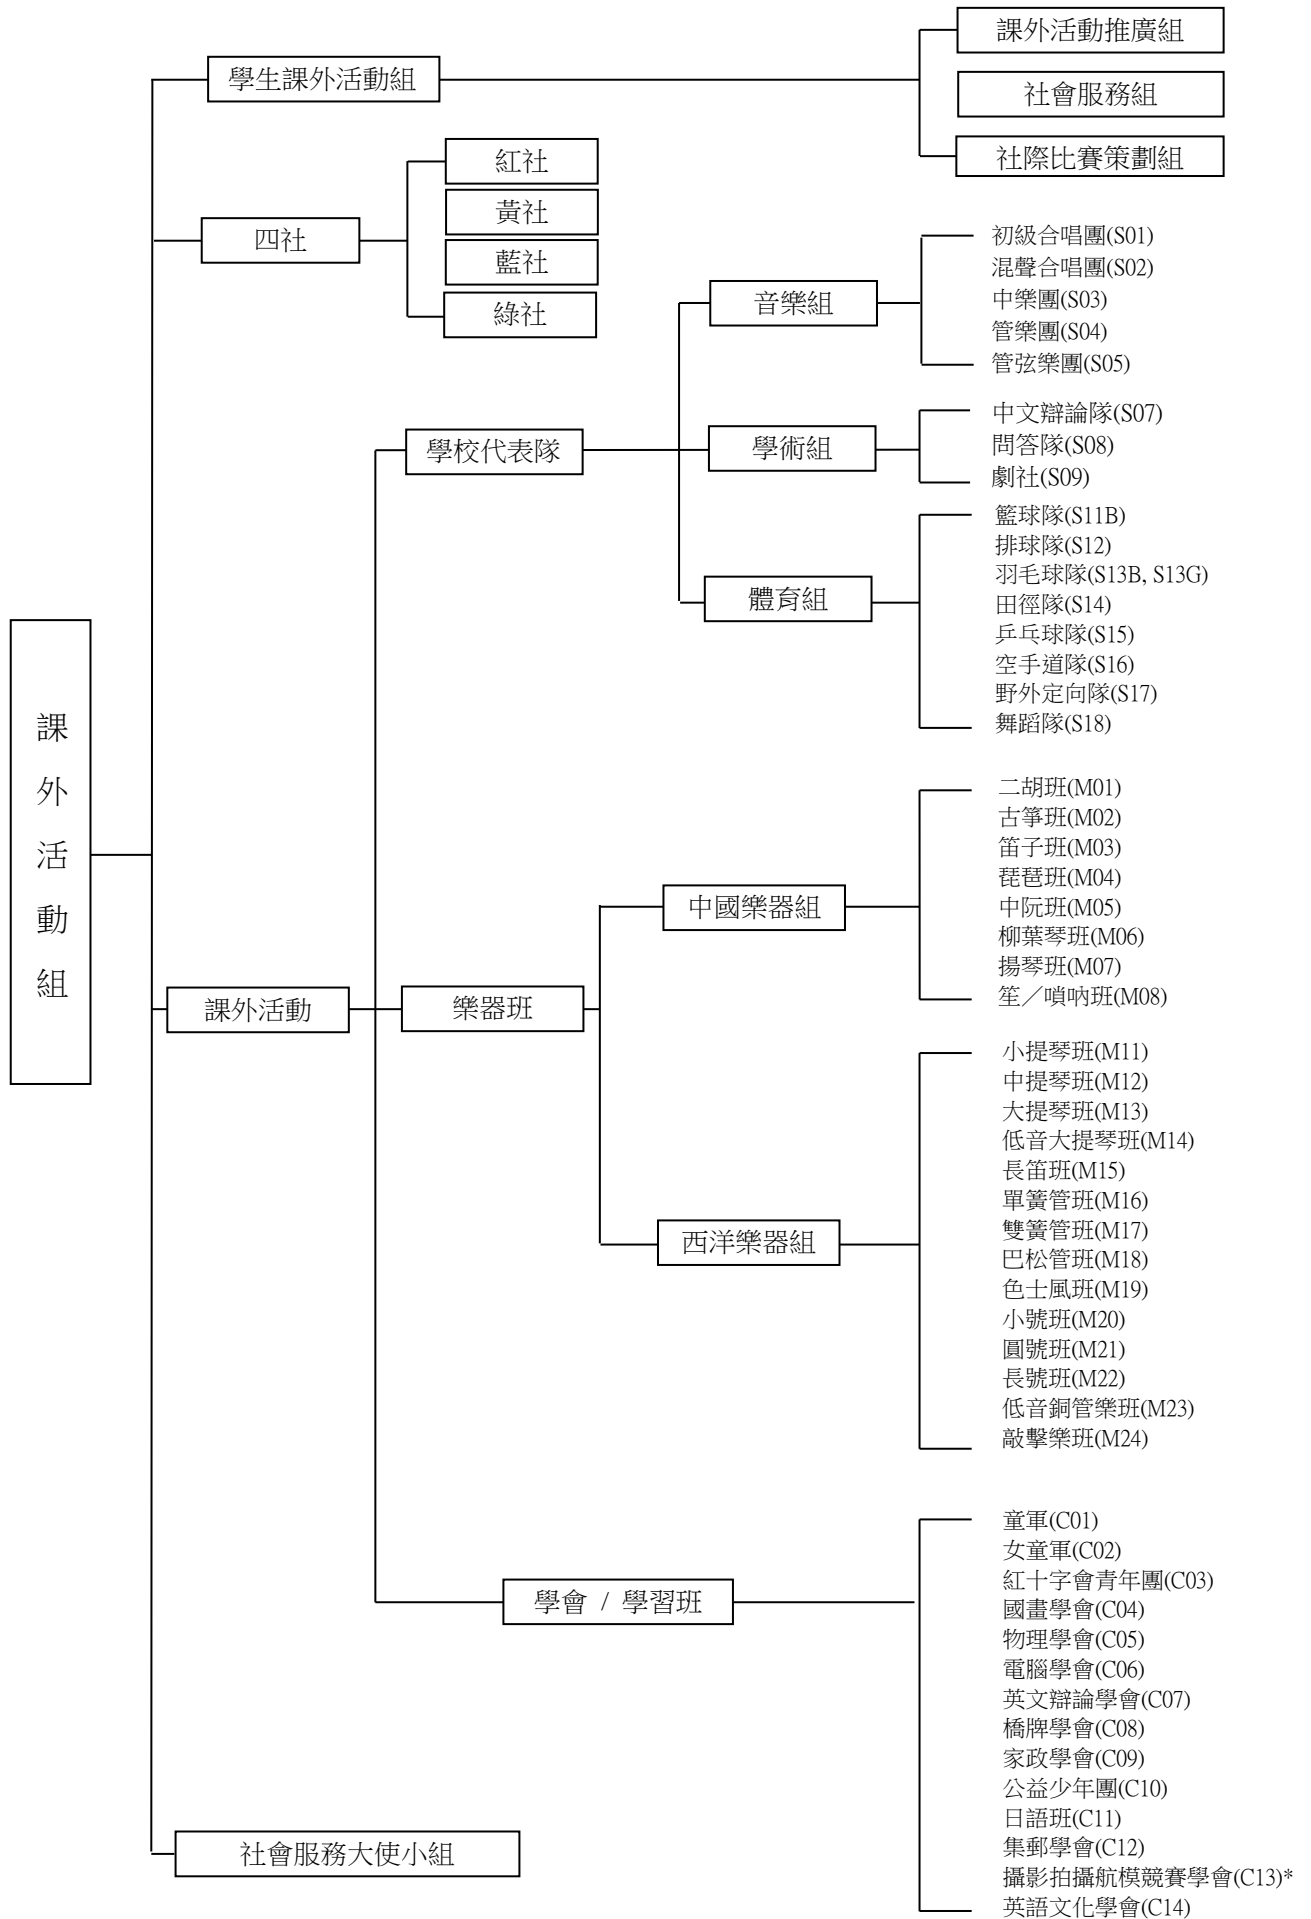 課外活動推廣組
學生課外活動組
社會服務組
社際比賽策劃組
紅社
黃社
四社
藍社
綠社
初級合唱團(S01)
混聲合唱團(S02)
音樂組
中樂團(S03)
管樂團(S04)
管弦樂團(S05)
中文辯論隊(S07)
學校代表隊
學術組
問答隊(S08)
劇社(S09)
籃球隊(S11B)
排球隊(S12)
羽毛球隊(S13B, S13G)
體育組
田徑隊(S14)
乒乓球隊(S15)
空手道隊(S16)
野外定向隊(S17)
舞蹈隊(S18)
課外活動組
二胡班(M01)
古箏班(M02)
笛子班(M03)
琵琶班(M04)
中國樂器組
中阮班(M05)
柳葉琴班(M06)
揚琴班(M07)
笙／嗩吶班(M08)
課外活動
樂器班
小提琴班(M11)
中提琴班(M12)
大提琴班(M13)
低音大提琴班(M14)
長笛班(M15)
單簧管班(M16)
雙簧管班(M17)
西洋樂器組
巴松管班(M18)
色士風班(M19)
小號班(M20)
圓號班(M21)
長號班(M22)
低音銅管樂班(M23)
敲擊樂班(M24)
童軍(C01)
女童軍(C02)
紅十字會青年團(C03)
學會 / 學習班
國畫學會(C04)
物理學會(C05)
電腦學會(C06)
英文辯論學會(C07)
橋牌學會(C08)
家政學會(C09)
公益少年團(C10)
日語班(C11)
集郵學會(C12)
社會服務大使小組
攝影拍攝航模競賽學會(C13)*
英語文化學會(C14)